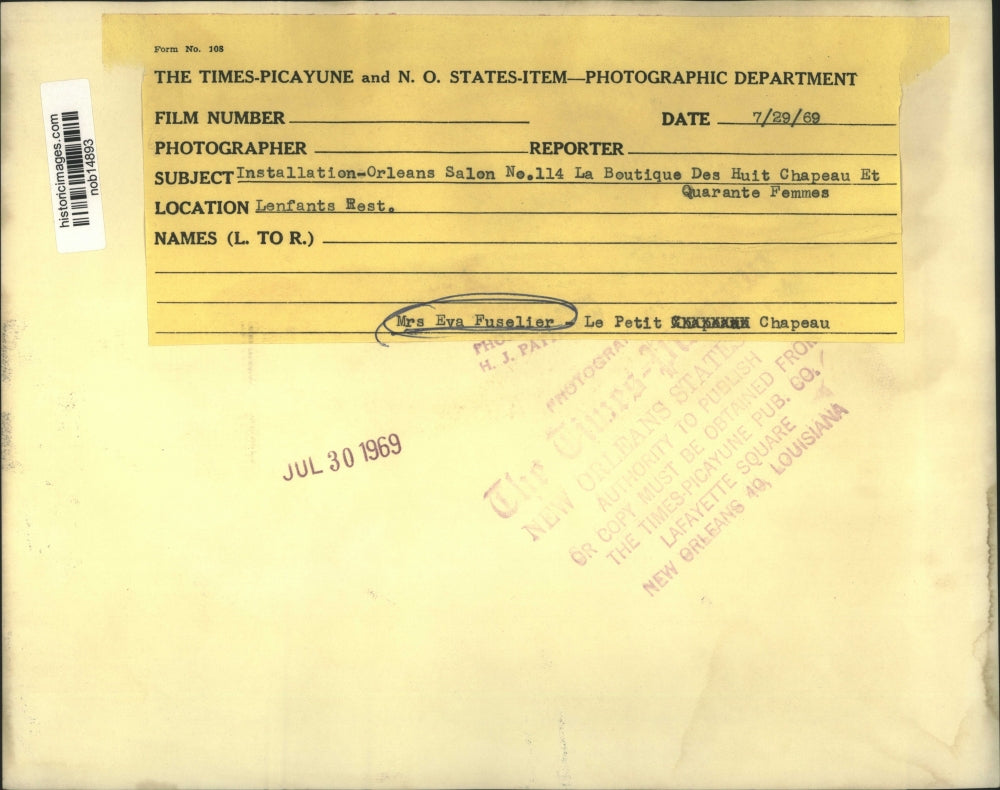 Form No. 108
THE TIMES-PICAYUNE and N. O. STATES-ITEM—PHOTOGRAPHIC DEPARTMENT
FILM NUMBER
DATE 7/29/69
PHOTOGRAPHER
REPORTER
SUBJECT Installation-Orleans Salon No.114 La Boutique Des Huit Chapeau Et
Quarante Femmes
LOCATION Lenfants Rest.
NAMES (L. TO R.)
Mrs Eva Fuselier - Le Petit Chapeau
historicimages.com
nob14893
H. J.
JUL 30 1969
The Times-
NEW ORLEANS STATES
AUTHORITY TO PUBLISH
OR COPY MUST BE OBTAINED FROM
THE TIMES-PICAYUNE PUB. CO.
LAFAYETTE SQUARE
NEW ORLEANS 40, LOUISIANA